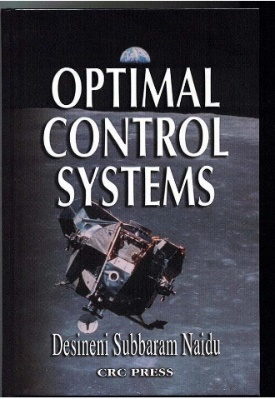 OPTIMAL
CONTROL
SYSTEMS
Desineni Subbaram Naidu
CRC PRESS